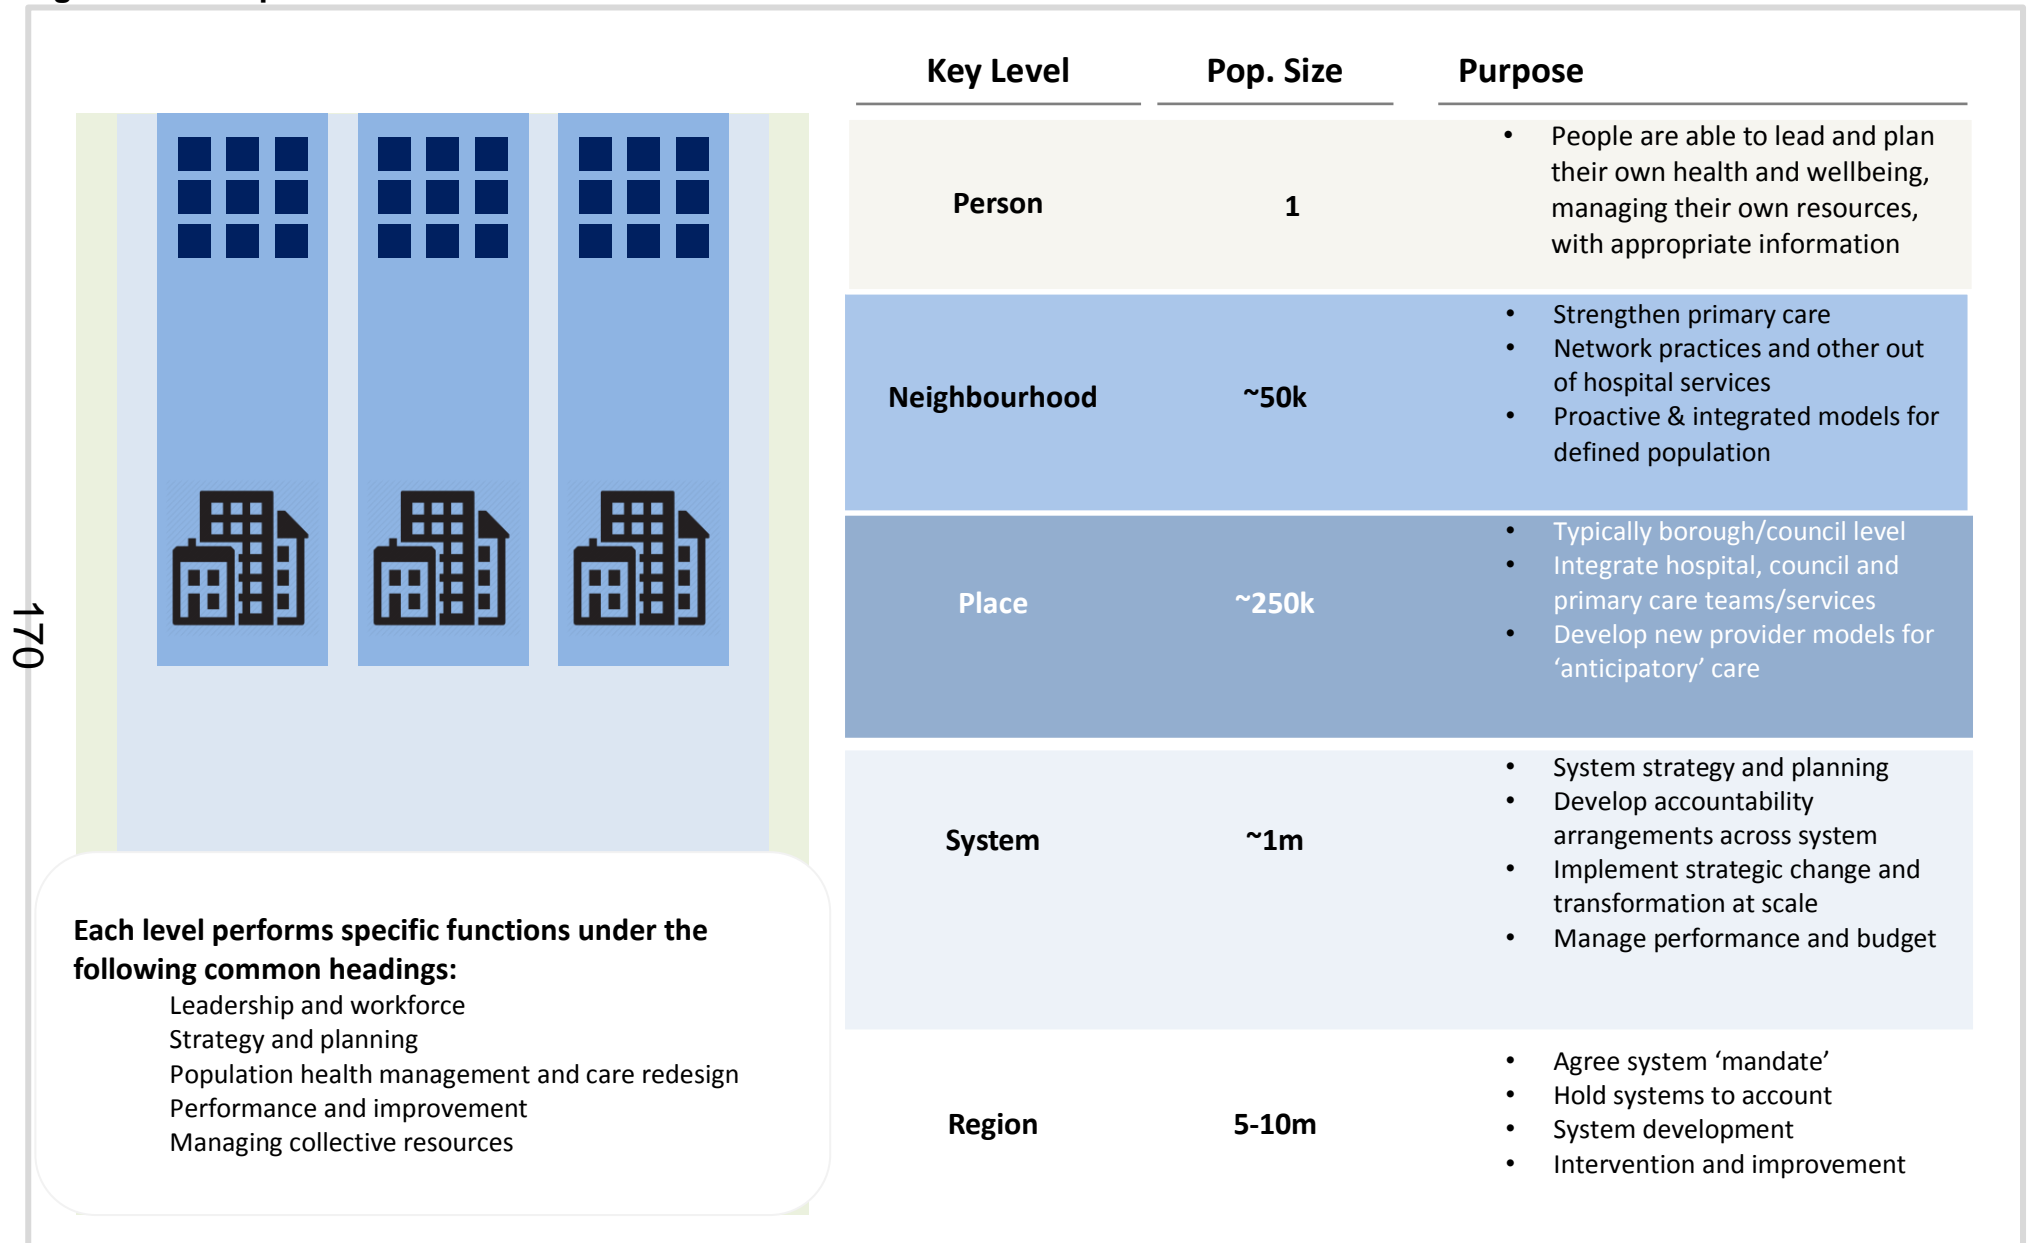 Key Level Pop. Size Purpose
Person 1
• People are able to lead and plan
their own health and wellbeing,
managing their own resources,
with appropriate information
Neighbourhood ~50k
• Strengthen primary care
• Network practices and other out
of hospital services
• Proactive & integrated models for
defined population
Place ~250k
• Typically borough/council level
• Integrate hospital, council and
primary care teams/services
• Develop new provider models for
‘anticipatory’ care
System ~1m
• System strategy and planning
• Develop accountability
arrangements across system
• Implement strategic change and
transformation at scale
• Manage performance and budget
Region 5-10m
• Agree system ‘mandate’
• Hold systems to account
• System development
• Intervention and improvement
Each level performs specific functions under the
following common headings:
Leadership and workforce
Strategy and planning
Population health management and care redesign
Performance and improvement
Managing collective resources
170